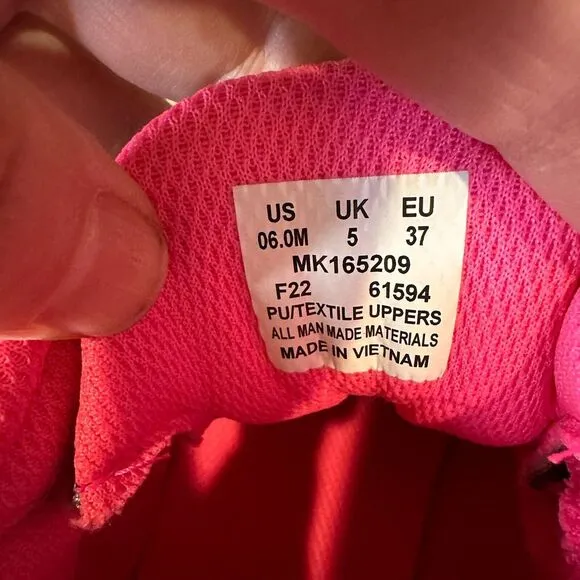 US UK EU
06.0M 5 37
MK165209
F22 61594
PU/TEXTILE UPPERS
ALL MAN MADE MATERIALS
MADE IN VIETNAM